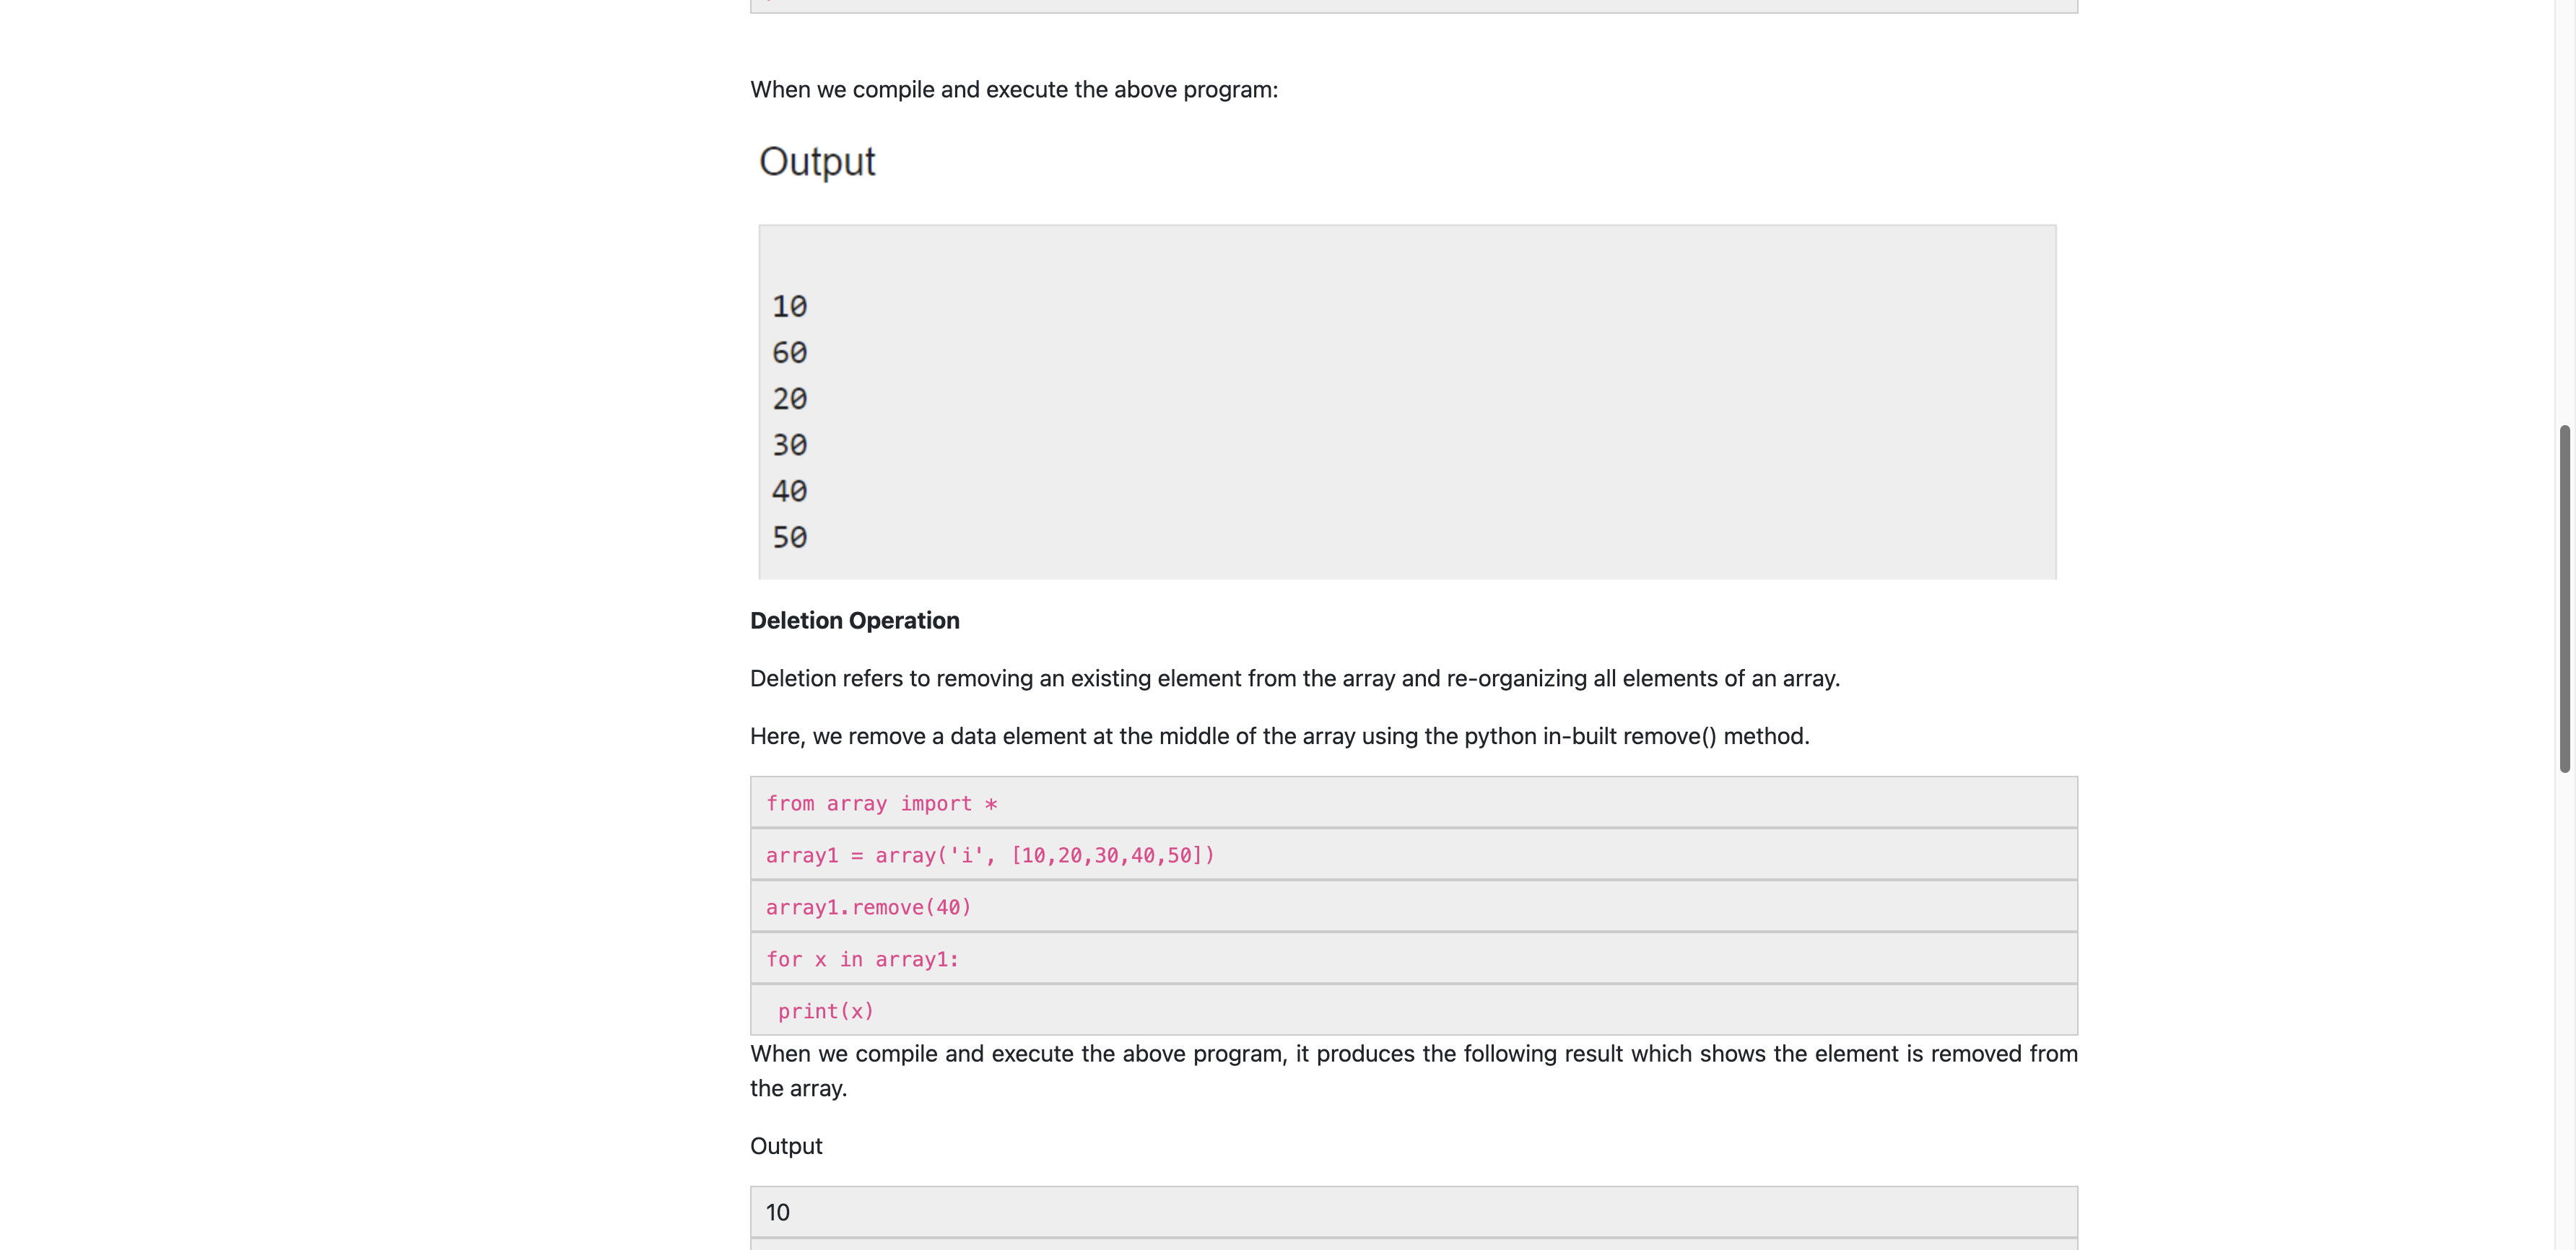 When we compile and execute the above program:
Output
10
60
20
30
40
50
Deletion Operation
Deletion refers to removing an existing element from the array and re-organizing all elements of an array.
Here, we remove a data element at the middle of the array using the python in-built remove() method.
from array import *
array1 = array('i', [10,20,30,40,50])
array1.remove(40)
for x in array1:
 print(x)
When we compile and execute the above program, it produces the following result which shows the element is removed from
the array.
Output
10